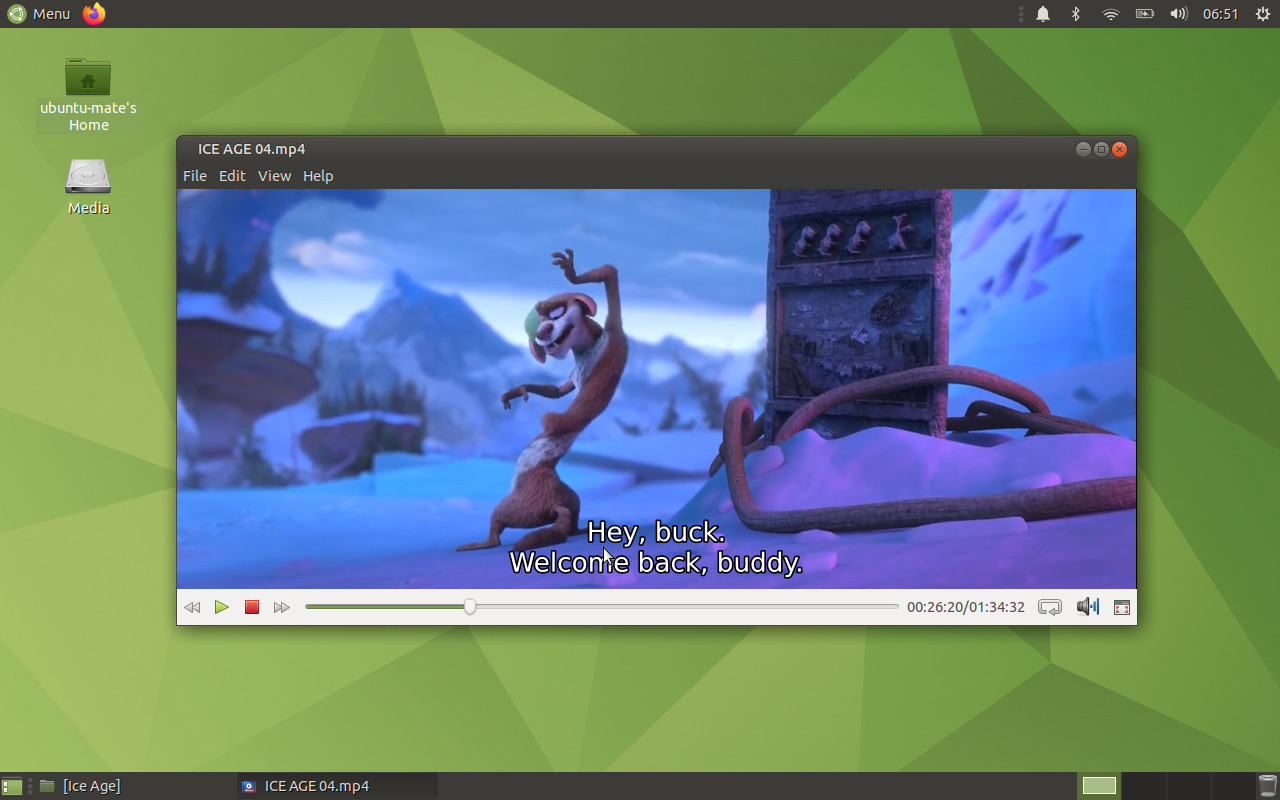 Menu
06:51
ubuntu-mate's
Home
Media
ICE AGE 04.mp4
File Edit View Help
Hey, buck.
Welcome back, buddy.
00:26:20/01:34:32
[Ice Age]
ICE AGE 04.mp4